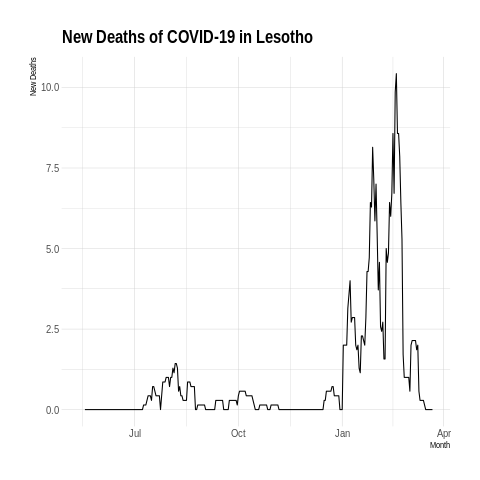 New Deaths of COVID-19 in Lesotho
New Deaths
10.0
7.5
5.0
2.5
0.0
Jul Oct Jan Apr
Month